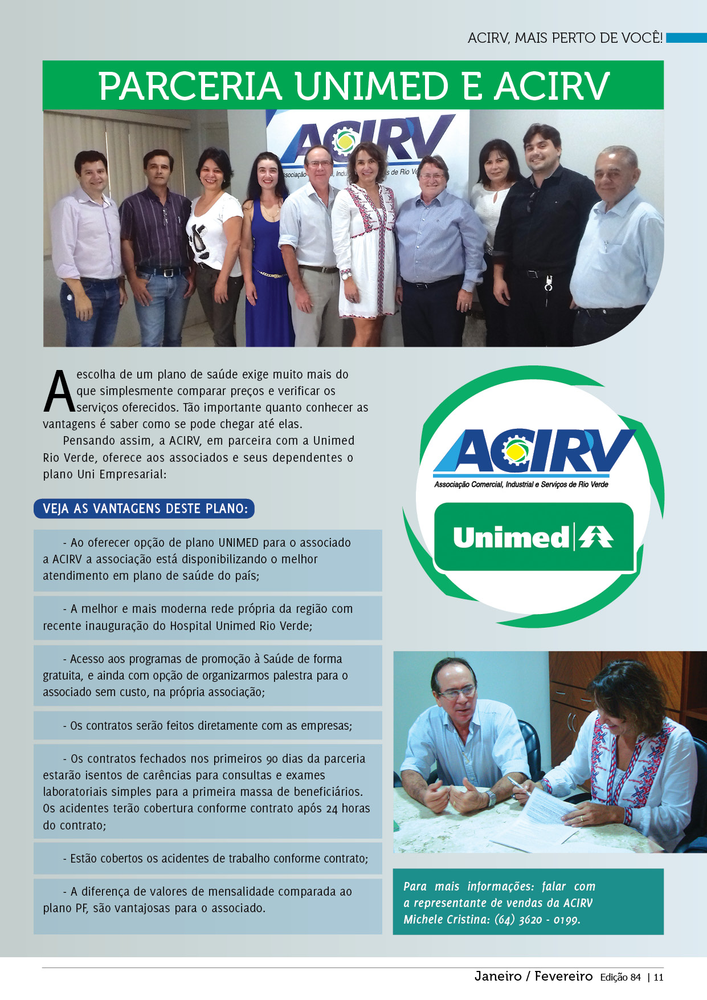 ACIRV, MAIS PERTO DE VOCÊ!
PARCERIA UNIMED E ACIRV
ACIRV
A escolha de um plano de saúde exige muito mais do
que simplesmente comparar preços e verificar os
serviços oferecidos. Tão importante quanto conhecer as
vantagens é saber como se pode chegar até elas.
Pensando assim, a ACIRV, em parceira com a Unimed
Rio Verde, oferece aos associados e seus dependentes o
plano Uni Empresarial:
VEJA AS VANTAGENS DESTE PLANO:
- Ao oferecer opção de plano UNIMED para o associado
a ACIRV a associação está disponibilizando o melhor
atendimento em plano de saúde do país;
- A melhor e mais moderna rede própria da região com
recente inauguração do Hospital Unimed Rio Verde;
- Acesso aos programas de promoção à Saúde de forma
gratuita, e ainda com opção de organizarmos palestra para o
associado sem custo, na própria associação;
- Os contratos serão feitos diretamente com as empresas;
- Os contratos fechados nos primeiros 90 dias da parceria
estarão isentos de carências para consultas e exames
laboratoriais simples para a primeira massa de beneficiários.
Os acidentes terão cobertura conforme contrato após 24 horas
do contrato;
- Estão cobertos os acidentes de trabalho conforme contrato;
- A diferença de valores de mensalidade comparada ao
plano PF, são vantajosas para o associado.
ACIRV
Associação Comercial, Industrial e Serviços de Rio Verde
Unimed
Para mais informações: falar com
a representante de vendas da ACIRV
Michele Cristina: (64) 3620 - 0199.
Janeiro / Fevereiro Edição 84 | 11